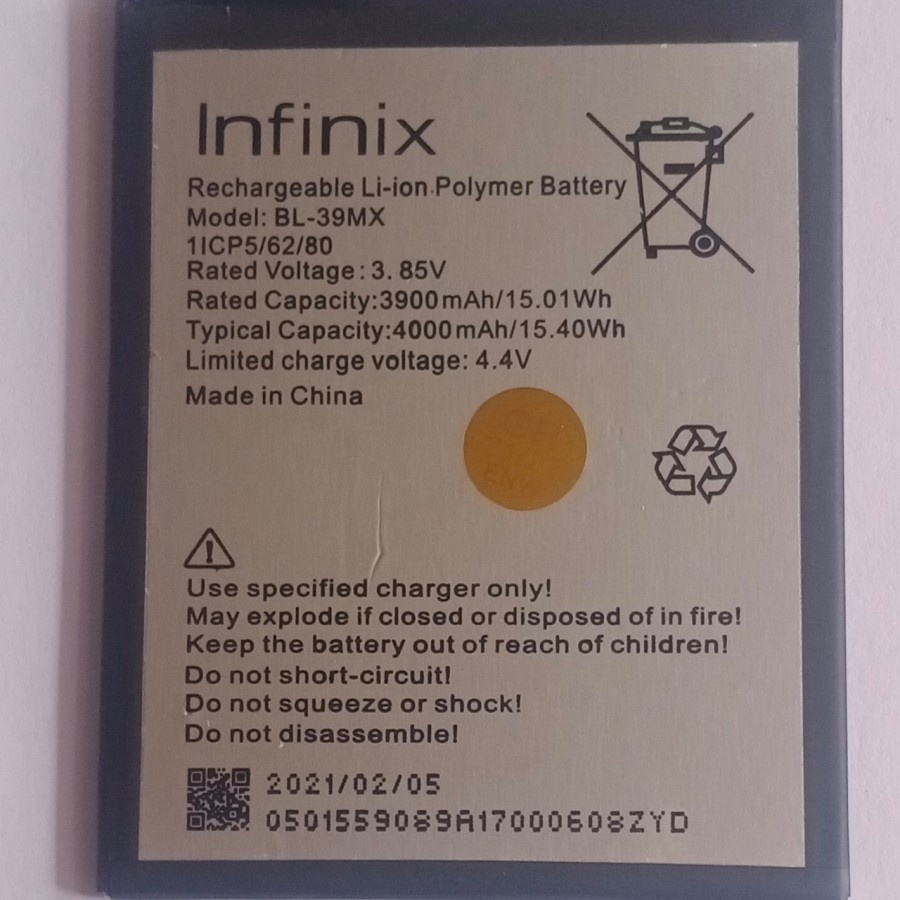 Infinix
Rechargeable Li-ion Polymer Battery
Model: BL-39MX
1ICP5/62/80
Rated Voltage: 3.85V
Rated Capacity:3900mAh/15.01Wh
Typical Capacity:4000mAh/15.40Wh
Limited charge voltage: 4.4V
Made in China
Use specified charger only!
May explode if closed or disposed of in fire!
Keep the battery out of reach of children!
Do not short-circuit!
Do not squeeze or shock!
Do not disassemble!
2021/02/05
0501559089A17000608ZYD